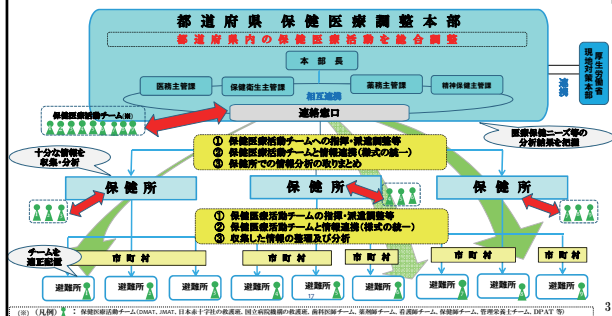 都道府県 保健医療調整本部
都道府県内の保健医療活動を総合調整
本部長
医務主管課
保健衛生主管課
薬務主管課
精神保健主管課
相互連携
連絡窓口
連携
厚生労働省
現地対策本部
保健医療活動チーム(※)
医療保健ニーズ等の
分析結果を把握
① 保健医療活動チームへの指揮・派遣調整等
② 保健医療活動チームと情報連携(様式の統一)
③ 保健所での情報分析の取りまとめ
十分な情報を
収集・分析
保健所
保健所
保健所
① 保健医療活動チームの指揮・派遣調整等
② 保健医療活動チームと情報連携(様式の統一)
③ 収集した情報の整理及び分析
チームを
適正配置
市町村
市町村
市町村
市町村
市町村
避難所
避難所
避難所
避難所
避難所
避難所
避難所
避難所
避難所
(※) (凡例) : 保健医療活動チーム(DMAT, JMAT, 日本赤十字社の救護班, 国立病院機構の救護班, 歯科医師チーム, 薬剤師チーム, 看護師チーム, 保健師チーム, 管理栄養士チーム, DPAT 等)
3